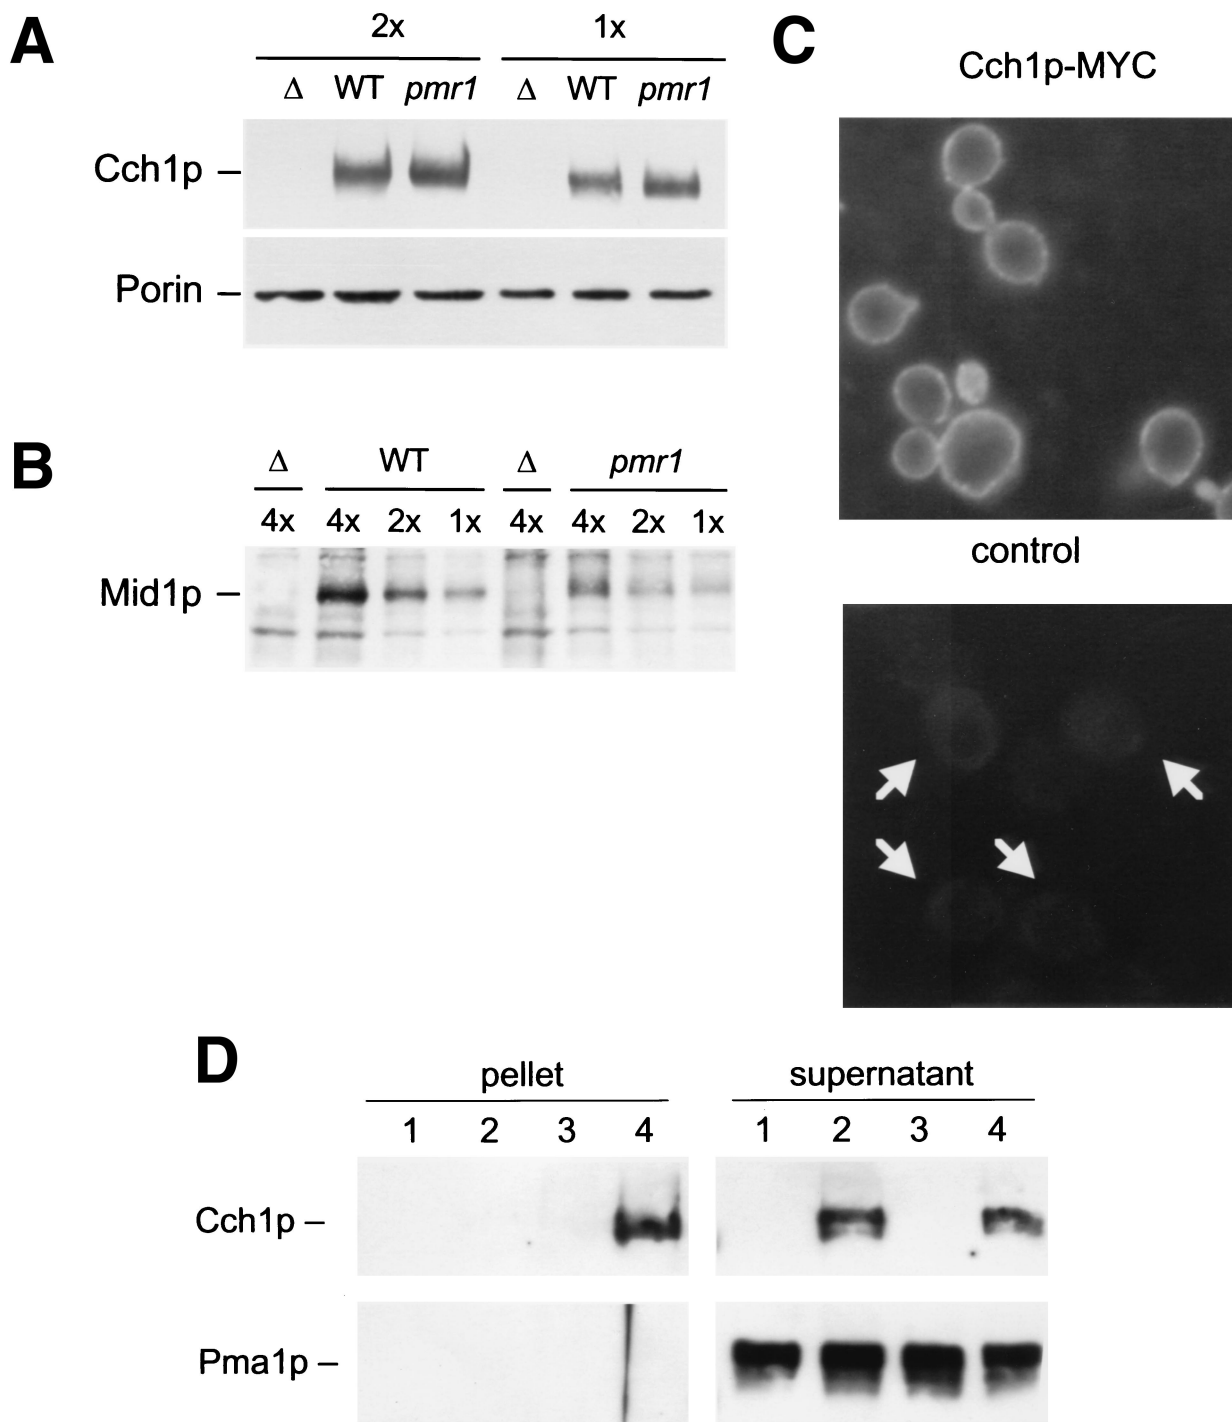 A
2x 1x
Δ WT pmr1 Δ WT pmr1
Cch1p –
Porin –
B
Δ WT Δ pmr1
4x 4x 2x 1x 4x 4x 2x 1x
Mid1p –
C
Cch1p-MYC
control
D
pellet supernatant
1 2 3 4 1 2 3 4
Cch1p –
Pma1p –